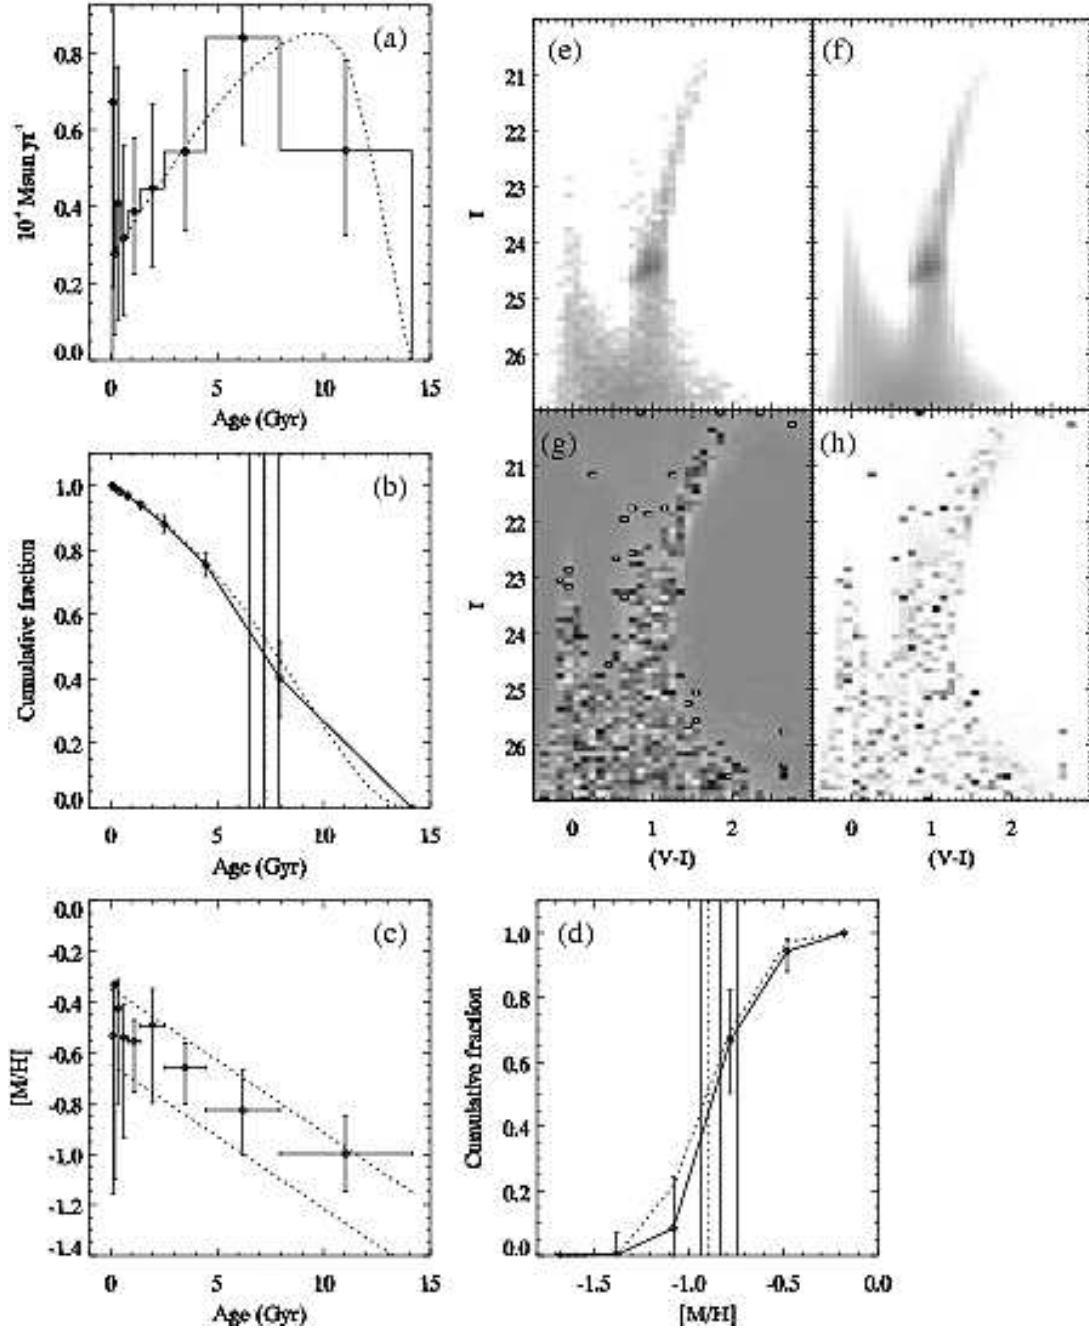 (a)
0.8
0.6
0.4
0.2
0.0
10⁻⁴ Msun yr⁻¹
0 5 10 15
Age (Gyr)
(b)
1.0
0.8
0.6
0.4
0.2
0.0
Cumulative fraction
0 5 10 15
Age (Gyr)
(c)
0.0
-0.2
-0.4
-0.6
-0.8
-1.0
-1.2
-1.4
[M/H]
0 5 10 15
Age (Gyr)
(e)
21
22
23
24
25
26
I
(f)
(g)
21
22
23
24
25
26
I
0 1 2
(V-I)
(h)
0 1 2
(V-I)
(d)
1.0
0.8
0.6
0.4
0.2
0.0
Cumulative fraction
-1.5 -1.0 -0.5 0.0
[M/H]